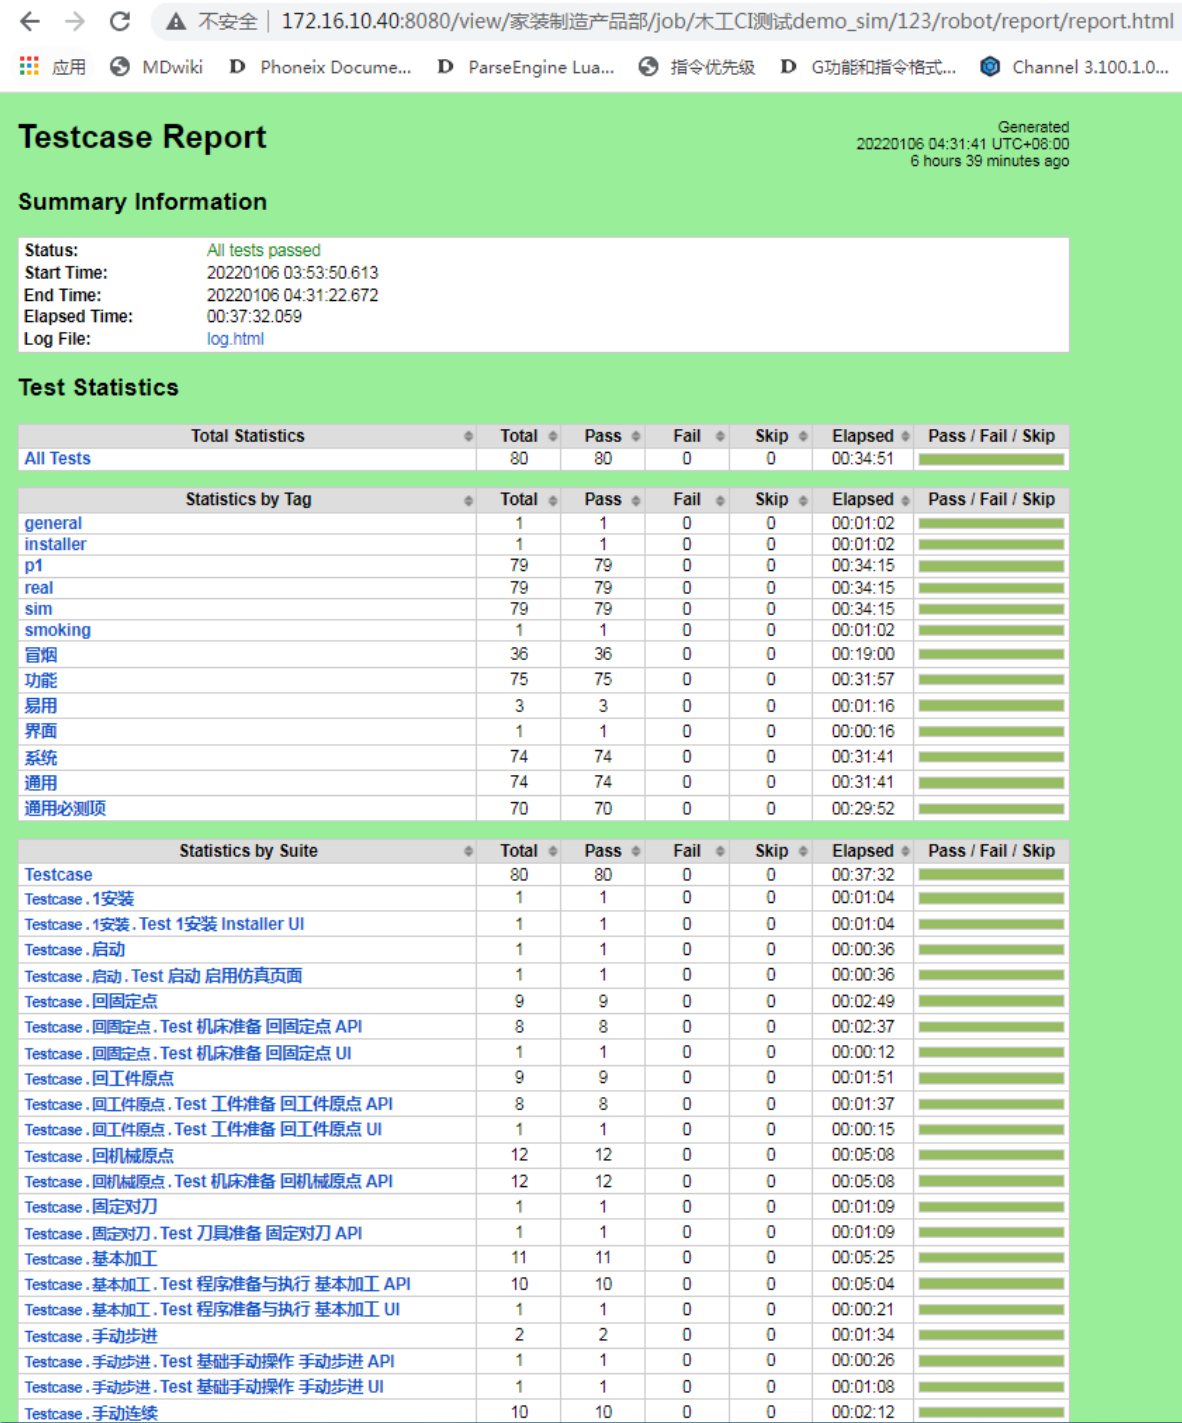 不安全 | 172.16.10.40:8080/view/家装制造产品部/job/木工CI测试demo_sim/123/robot/report/report.html
应用 MDwiki D Phoneix Docume... D ParseEngine Lua... 指令优先级 D G功能和指令格式... Channel 3.100.1.0...
Testcase Report
Generated
20220106 04:31:41 UTC+08:00
6 hours 39 minutes ago
Summary Information
Status: All tests passed
Start Time: 20220106 03:53:50.613
End Time: 20220106 04:31:22.672
Elapsed Time: 00:37:32.059
Log File: log.html
Test Statistics
Total Statistics Total Pass Fail Skip Elapsed Pass / Fail / Skip
All Tests 80 80 0 0 00:34:51
Statistics by Tag Total Pass Fail Skip Elapsed Pass / Fail / Skip
general 1 1 0 0 00:01:02
installer 1 1 0 0 00:01:02
p1 79 79 0 0 00:34:15
real 79 79 0 0 00:34:15
sim 79 79 0 0 00:34:15
smoking 1 1 0 0 00:01:02
冒烟 36 36 0 0 00:19:00
功能 75 75 0 0 00:31:57
易用 3 3 0 0 00:01:16
界面 1 1 0 0 00:00:16
系统 74 74 0 0 00:31:41
通用 74 74 0 0 00:31:41
通用必测项 70 70 0 0 00:29:52
Statistics by Suite Total Pass Fail Skip Elapsed Pass / Fail / Skip
Testcase 80 80 0 0 00:37:32
Testcase . 1安装 1 1 0 0 00:01:04
Testcase . 1安装 . Test 1安装 Installer UI 1 1 0 0 00:01:04
Testcase . 启动 1 1 0 0 00:00:36
Testcase . 启动 . Test 启动 启用仿真页面 1 1 0 0 00:00:36
Testcase . 回固定点 9 9 0 0 00:02:49
Testcase . 回固定点 . Test 机床准备 回固定点 API 8 8 0 0 00:02:37
Testcase . 回固定点 . Test 机床准备 回固定点 UI 1 1 0 0 00:00:12
Testcase . 回工件原点 9 9 0 0 00:01:51
Testcase . 回工件原点 . Test 工件准备 回工件原点 API 8 8 0 0 00:01:37
Testcase . 回工件原点 . Test 工件准备 回工件原点 UI 1 1 0 0 00:00:15
Testcase . 回机械原点 12 12 0 0 00:05:08
Testcase . 回机械原点 . Test 机床准备 回机械原点 API 12 12 0 0 00:05:08
Testcase . 固定对刀 1 1 0 0 00:01:09
Testcase . 固定对刀 . Test 刀具准备 固定对刀 API 1 1 0 0 00:01:09
Testcase . 基本加工 11 11 0 0 00:05:25
Testcase . 基本加工 . Test 程序准备与执行 基本加工 API 10 10 0 0 00:05:04
Testcase . 基本加工 . Test 程序准备与执行 基本加工 UI 1 1 0 0 00:00:21
Testcase . 手动步进 2 2 0 0 00:01:34
Testcase . 手动步进 . Test 基础手动操作 手动步进 API 1 1 0 0 00:00:26
Testcase . 手动步进 . Test 基础手动操作 手动步进 UI 1 1 0 0 00:01:08
Testcase . 手动连续 10 10 0 0 00:02:12